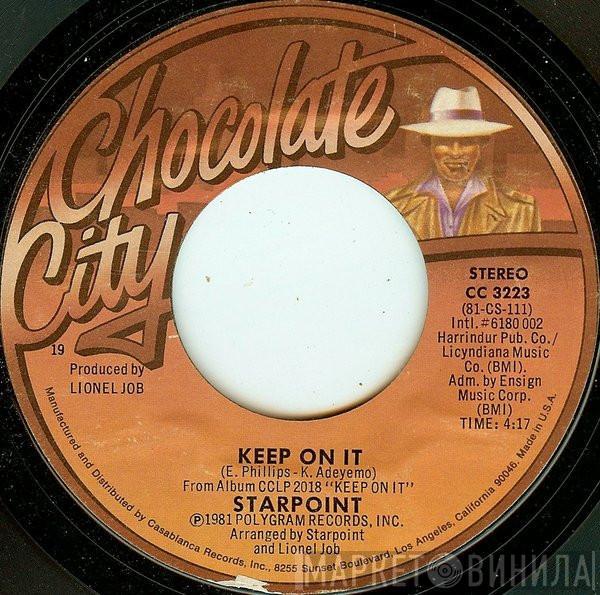 Chocolate
City
STEREO
CC 3223
(81-CS-111)
Intl. #6180 002
Harrindur Pub. Co./
Licyndiana Music
Co. (BMI).
Adm. by Ensign
Music Corp.
(BMI)
TIME: 4:17
19
Produced by
LIONEL JOB
KEEP ON IT
(E. Phillips - K. Adeyemo)
From Album CCLP 2018 "KEEP ON IT"
STARPOINT
℗1981 POLYGRAM RECORDS, INC.
Arranged by Starpoint
and Lionel Job
Manufactured and Distributed by Casablanca Records, Inc., 8255 Sunset Boulevard, Los Angeles, California 90046. Made in U.S.A.
МАРКЕТ ВИНИЛА